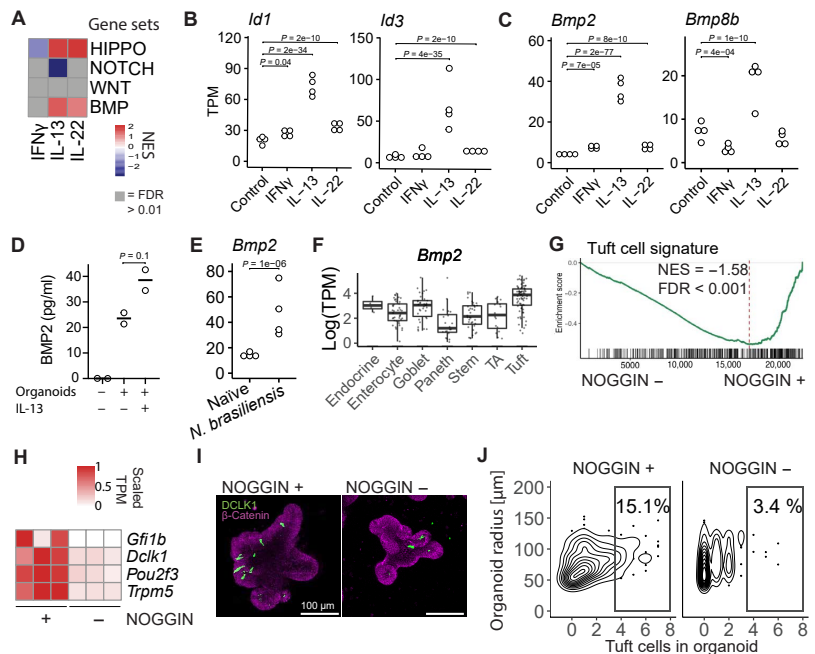 A
Gene sets
HIPPO
NOTCH
WNT
BMP
IFNγ
IL-13
IL-22
2
1
0
−1
−2
NES
= FDR
> 0.01
B
Id1
P = 2e-10
P = 2e-34
P = 0.04
TPM
120
90
60
30
0
Control
IFNγ
IL−13
IL−22
Id3
P = 2e-10
P = 4e-35
150
100
50
0
Control
IFNγ
IL−13
IL−22
C
Bmp2
P = 8e-10
P = 2e-77
P = 7e-05
60
40
20
0
Control
IFNγ
IL−13
IL−22
Bmp8b
P = 1e-10
P = 4e-04
20
10
0
Control
IFNγ
IL−13
IL−22
D
P = 0.1
BMP2 (pg/ml)
40
30
20
10
0
Organoids − + +
IL-13 − − +
E
Bmp2
P = 1e-06
80
60
40
20
0
Naïve
N. brasiliensis
F
Bmp2
Log(TPM)
4
2
0
Endocrine
Enterocyte
Goblet
Paneth
Stem
TA
Tuft
G
Tuft cell signature
NES = −1.58
FDR < 0.001
Enrichment score
0.0
−0.4
5000
10,000
15,000
20,000
NOGGIN −
NOGGIN +
H
1
0.5
0
Scaled
TPM
Gfi1b
Dclk1
Pou2f3
Trpm5
+ − NOGGIN
I
NOGGIN +
NOGGIN −
DCLK1
β-Catenin
100 µm
J
NOGGIN +
NOGGIN −
15.1%
3.4 %
Organoid radius [µm]
200
150
100
50
0
0 2 4 6 8
0 2 4 6 8
Tuft cells in organoid